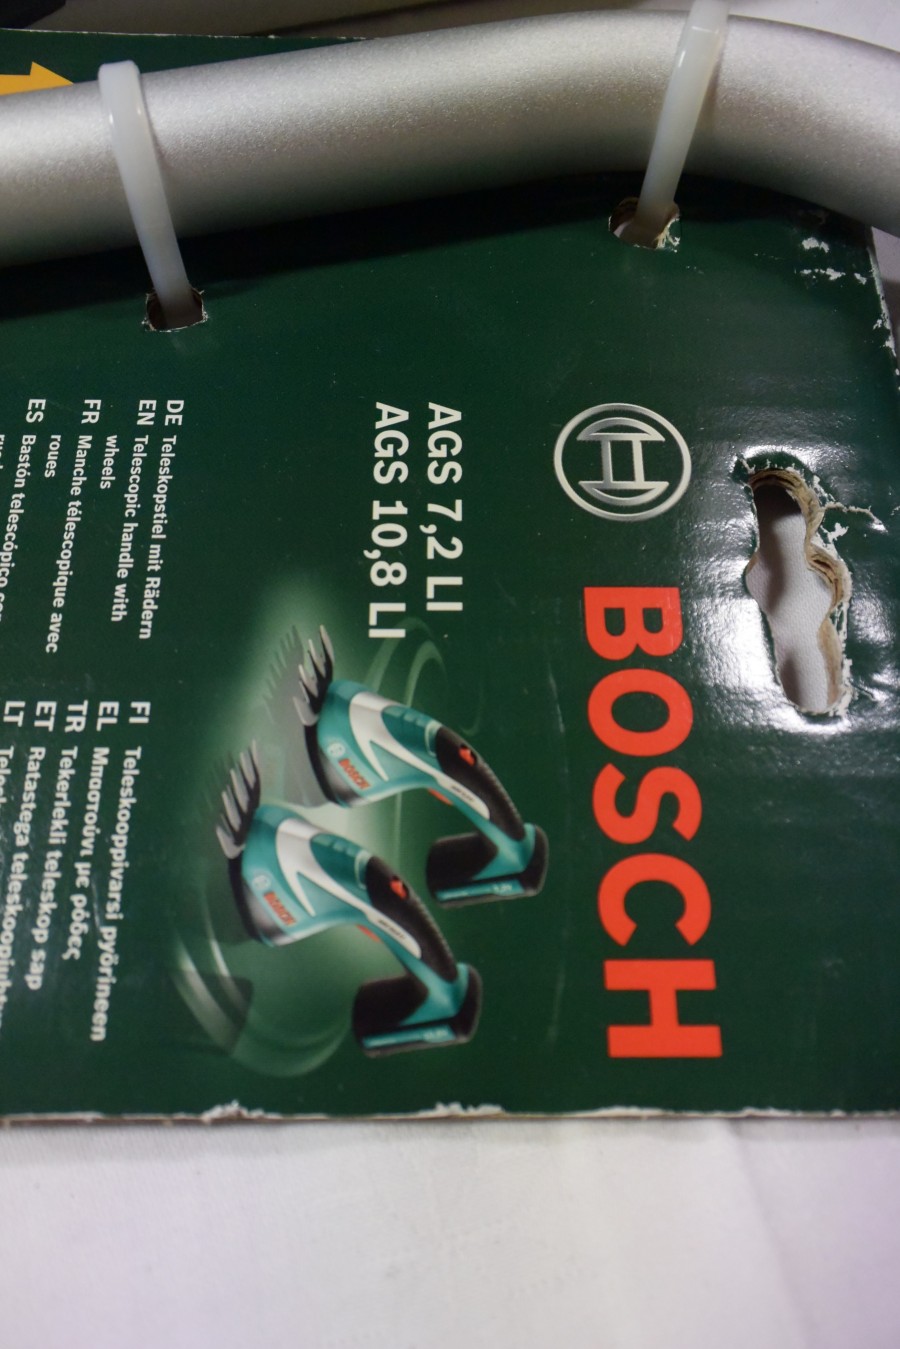 BOSCH
AGS 7,2 LI
AGS 10,8 LI
BOSCH
BOSCH
DE Teleskopstiel mit Rädern
EN Telescopic handle with
wheels
FR Manche télescopique avec
roues
ES Bastón telescópico
FI Teleskooppivarsi pyörineen
EL Μπαστούνι με ρόδες
TR Tekerlekli teleskop sap
ET Ratastega
LT